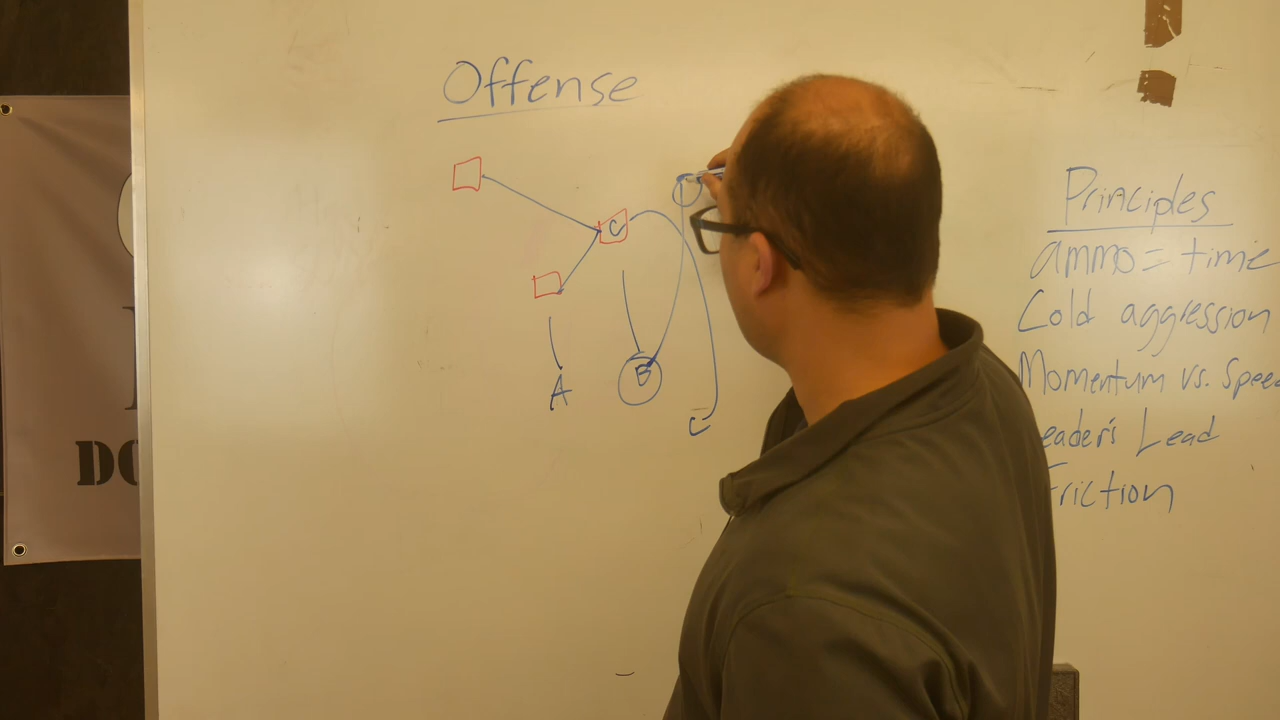 Offense
C
A
B
C
Principles
ammo = time
Cold aggression
Momentum vs. Spee
eader's Lead
Friction
DO